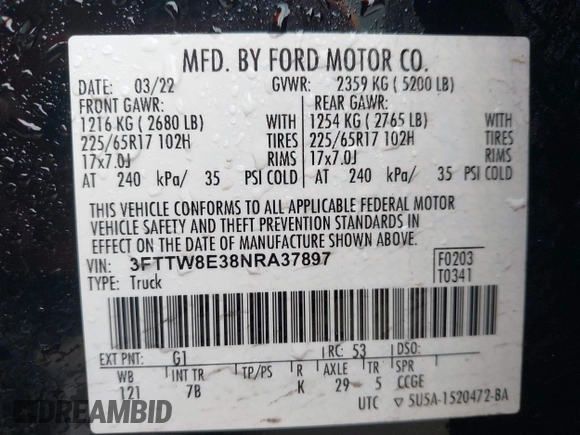 MFD. BY FORD MOTOR CO.
DATE: 03/22 GVWR: 2359 KG ( 5200 LB)
FRONT GAWR: REAR GAWR:
1216 KG ( 2680 LB) WITH 1254 KG ( 2765 LB) WITH
225/65R17 102H TIRES 225/65R17 102H TIRES
17x7.0J RIMS 17x7.0J RIMS
AT 240 kPa/ 35 PSI COLD AT 240 kPa/ 35 PSI COLD
THIS VEHICLE CONFORMS TO ALL APPLICABLE FEDERAL MOTOR
VEHICLE SAFETY AND THEFT PREVENTION STANDARDS IN
EFFECT ON THE DATE OF MANUFACTURE SHOWN ABOVE.
VIN: 3FTTW8E38NRA37897 F0203
TYPE: Truck T0341
EXT PNT: G1 RC: 53 DSO:
WB INT TR TP/PS R AXLE TR SPR
121 7B K 29 5 CCGE
UTC 5U5A-1520472-BA
DREAMBID